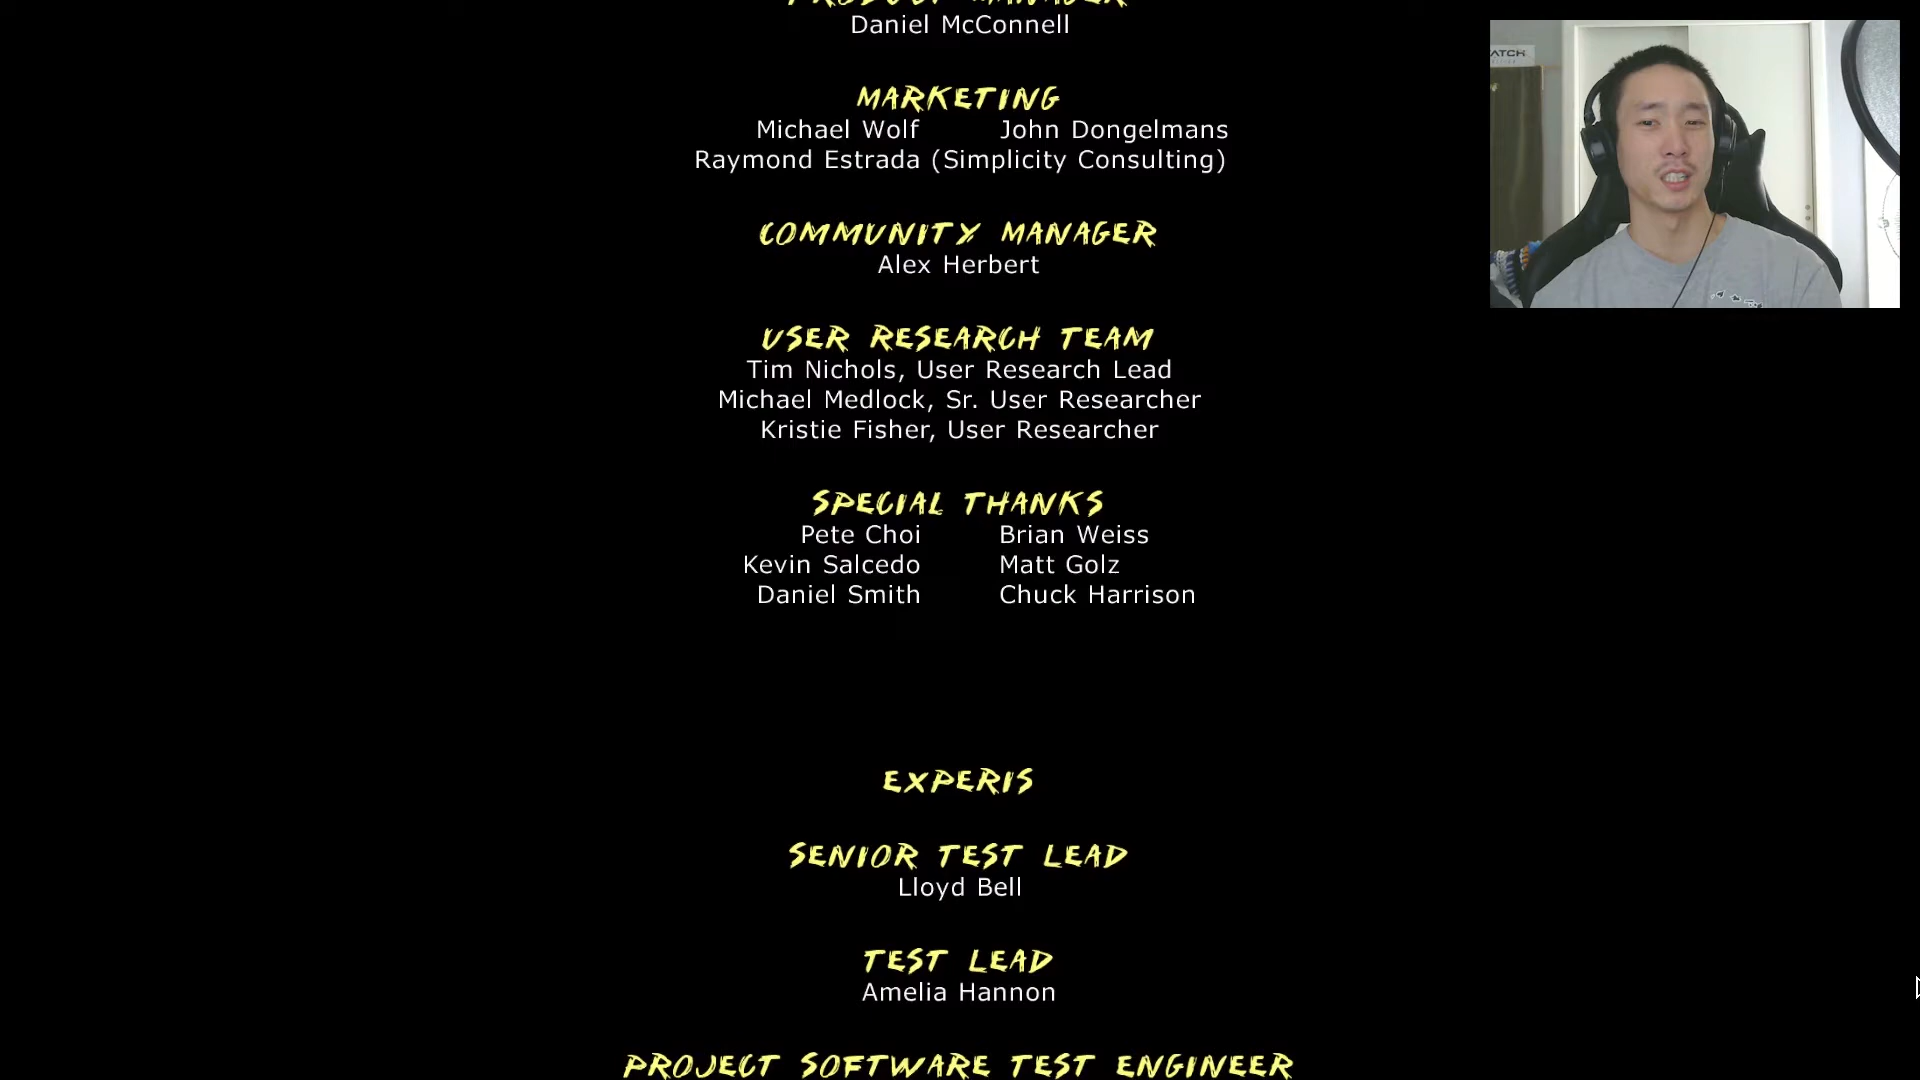 PRODUCT MANAGER
Daniel McConnell
MARKETING
Michael Wolf John Dongelmans
Raymond Estrada (Simplicity Consulting)
COMMUNITY MANAGER
Alex Herbert
USER RESEARCH TEAM
Tim Nichols, User Research Lead
Michael Medlock, Sr. User Researcher
Kristie Fisher, User Researcher
SPECIAL THANKS
Pete Choi Brian Weiss
Kevin Salcedo Matt Golz
Daniel Smith Chuck Harrison
EXPERIS
SENIOR TEST LEAD
Lloyd Bell
TEST LEAD
Amelia Hannon
PROJECT SOFTWARE TEST ENGINEER